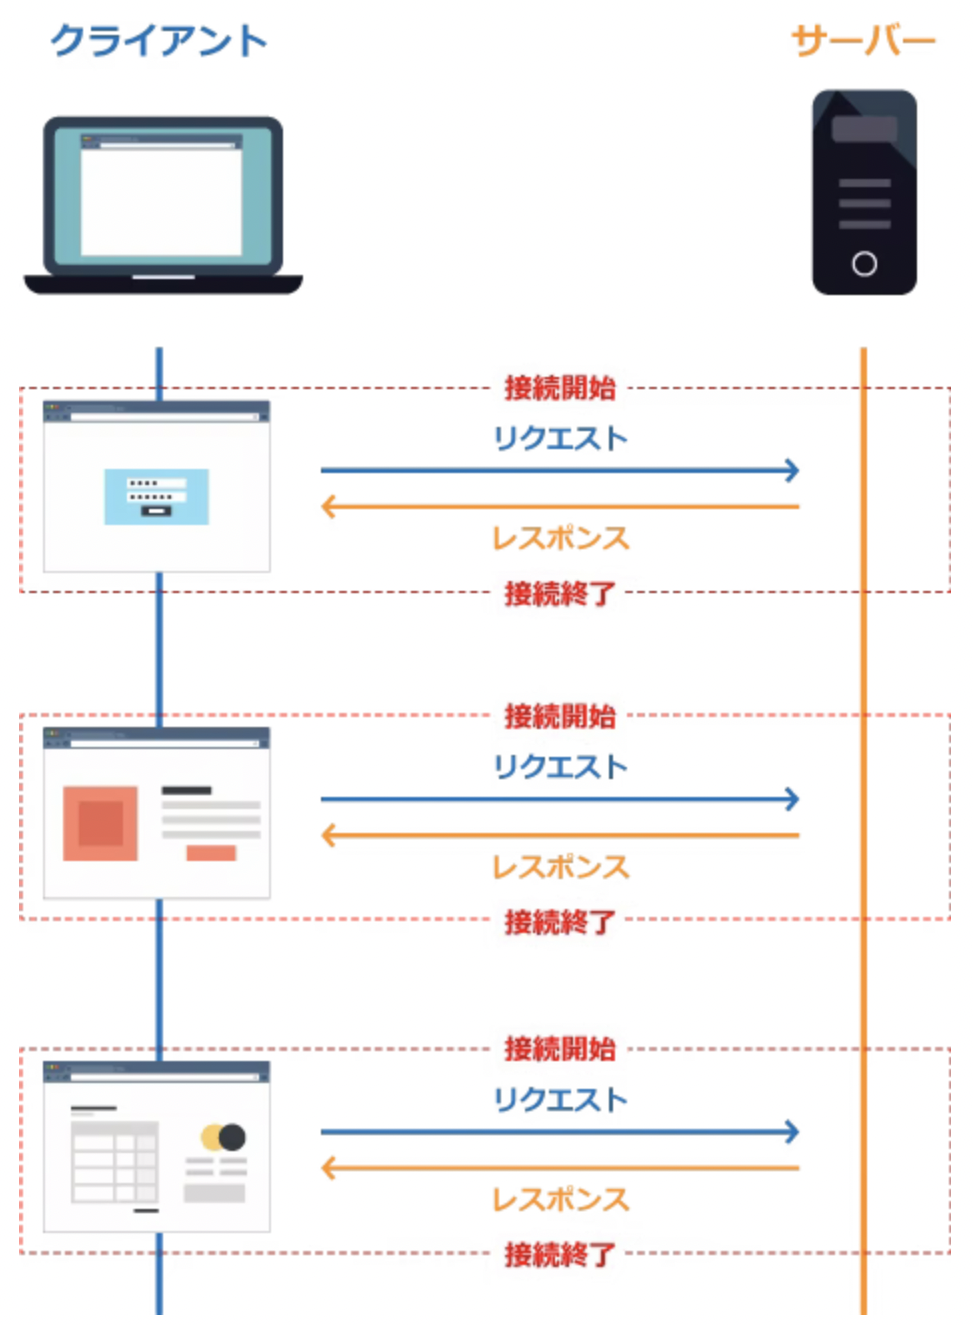 クライアント
サーバー
接続開始
リクエスト
レスポンス
接続終了
接続開始
リクエスト
レスポンス
接続終了
接続開始
リクエスト
レスポンス
接続終了